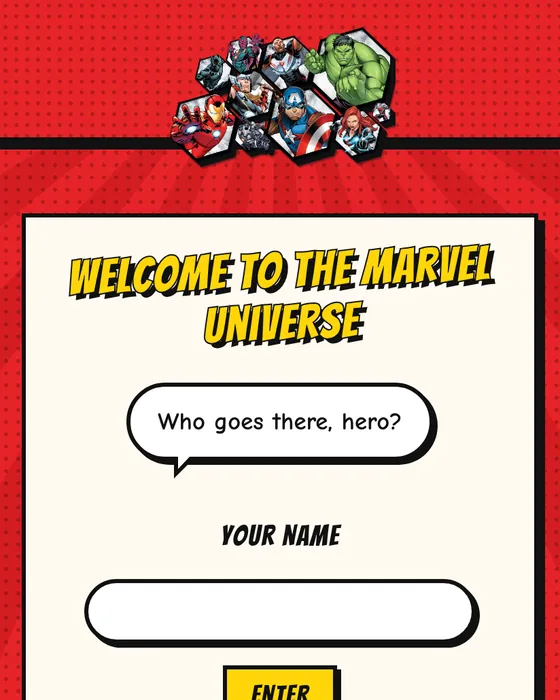 WELCOME TO THE MARVEL
UNIVERSE
Who goes there, hero?
YOUR NAME
ENTER